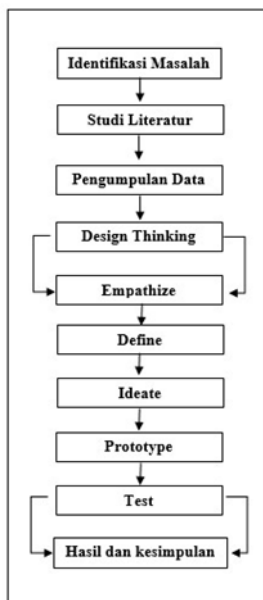 Identifikasi Masalah
Studi Literatur
Pengumpulan Data
Design Thinking
Empathize
Define
Ideate
Prototype
Test
Hasil dan kesimpulan